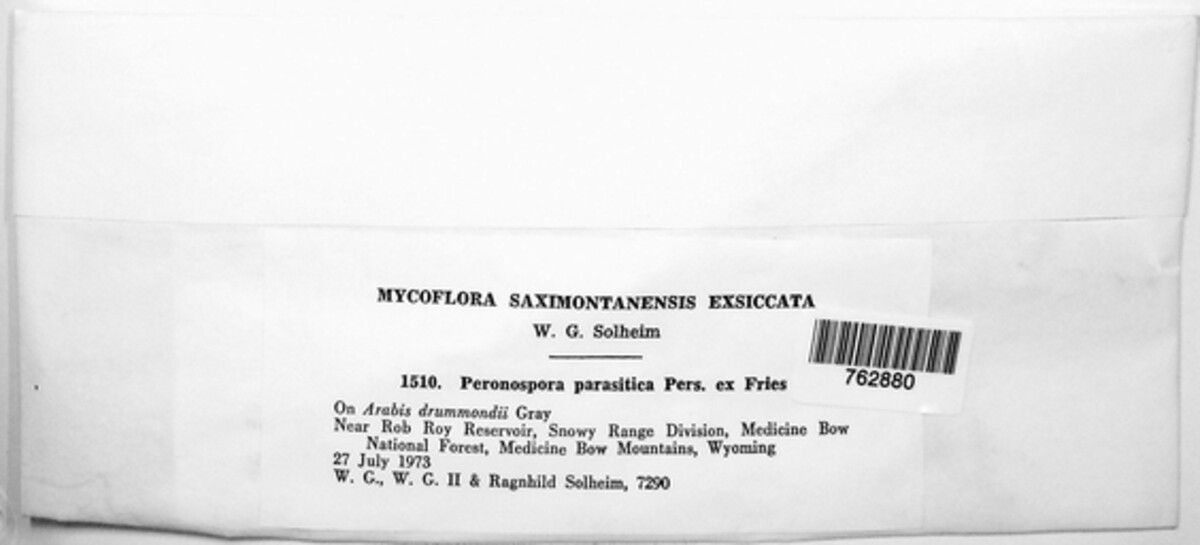 MYCOFLORA SAXIMONTANENSIS EXSICCATA
W. G. Solheim
1510. Peronospora parasitica Pers. ex Fries
762880
On Arabis drummondii Gray
Near Rob Roy Reservoir, Snowy Range Division, Medicine Bow
National Forest, Medicine Bow Mountains, Wyoming
27 July 1973
W. G., W. G. II & Ragnhild Solheim, 7290